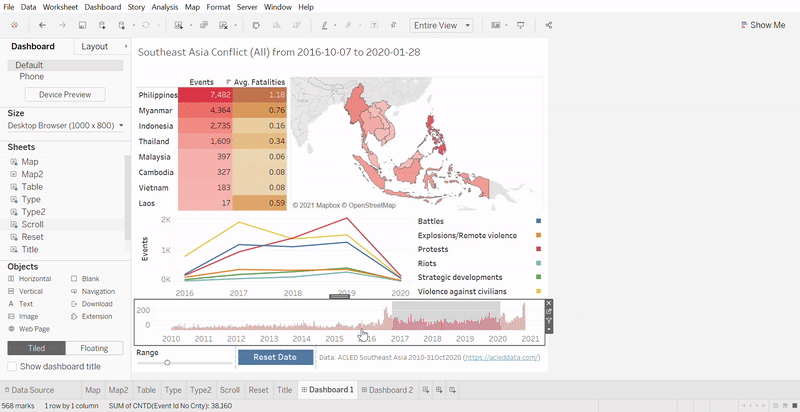 File Data Worksheet Dashboard Story Analysis Map Format Server Window Help
Entire View
Show Me
Dashboard Layout
Default
Phone
Device Preview
Size
Desktop Browser (1000 x 800)
Sheets
Map
Map2
Table
Type
Type2
Scroll
Reset
Title
Objects
Horizontal Blank
Vertical Navigation
Text Download
Image Extension
Web Page
Tiled Floating
Show dashboard title
Southeast Asia Conflict (All) from 2016-10-07 to 2020-01-28
Events Avg. Fatalities
Philippines 7,482 1.18
Myanmar 4,364 0.76
Indonesia 2,735 0.16
Thailand 1,609 0.34
Malaysia 397 0.06
Cambodia 327 0.08
Vietnam 183 0.08
Laos 17 0.59
© 2021 Mapbox © OpenStreetMap
Events
2K
1K
0K
2016 2017 2018 2019 2020
Battles
Explosions/Remote violence
Protests
Riots
Strategic developments
Violence against civilians
200
0
2010 2011 2012 2013 2014 2015 2016 2017 2018 2019 2020 2021
Range
Reset Date
Data: ACLED Southeast Asia 2010-31Oct2020 (https://acleddata.com/)
Data Source Map Map2 Table Type Type2 Scroll Reset Title Dashboard 1 Dashboard 2
568 marks 1 row by 1 column SUM of CNTD(Event Id No Cnty): 38,160